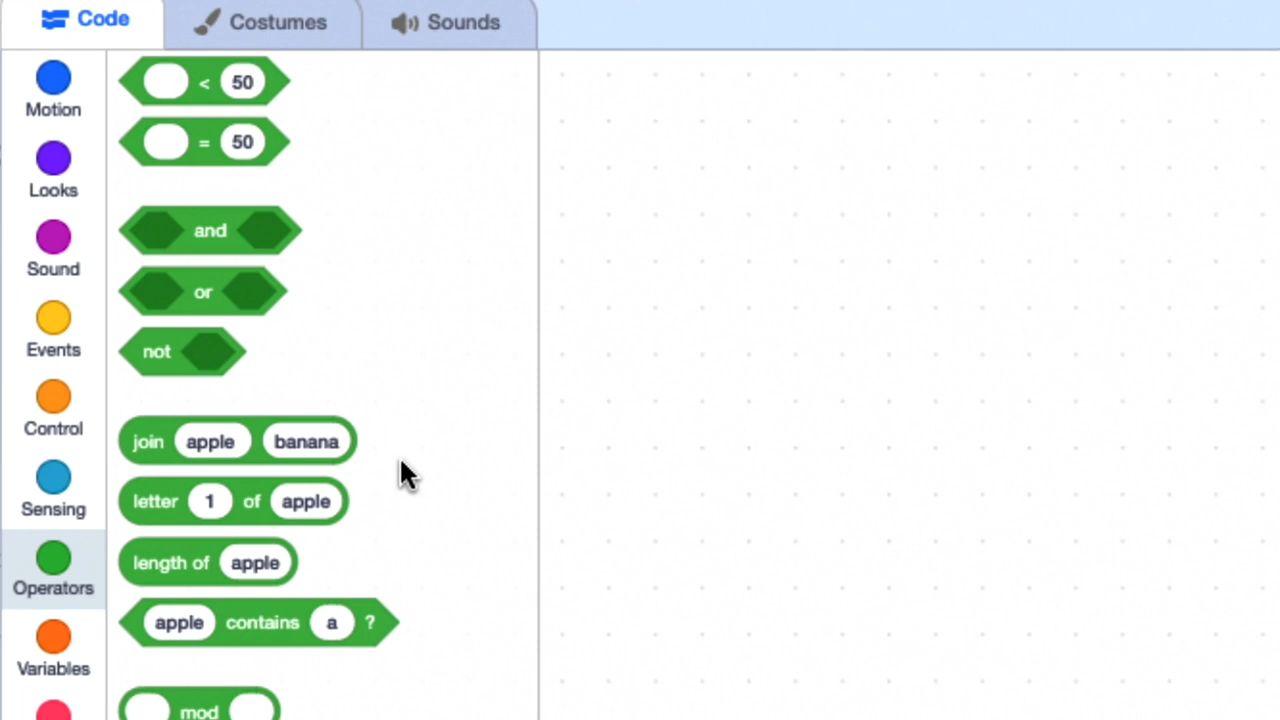 Code
Costumes
Sounds
Motion
Looks
Sound
Events
Control
Sensing
Operators
Variables
< 50
= 50
and
or
not
join apple banana
letter 1 of apple
length of apple
apple contains a ?
mod